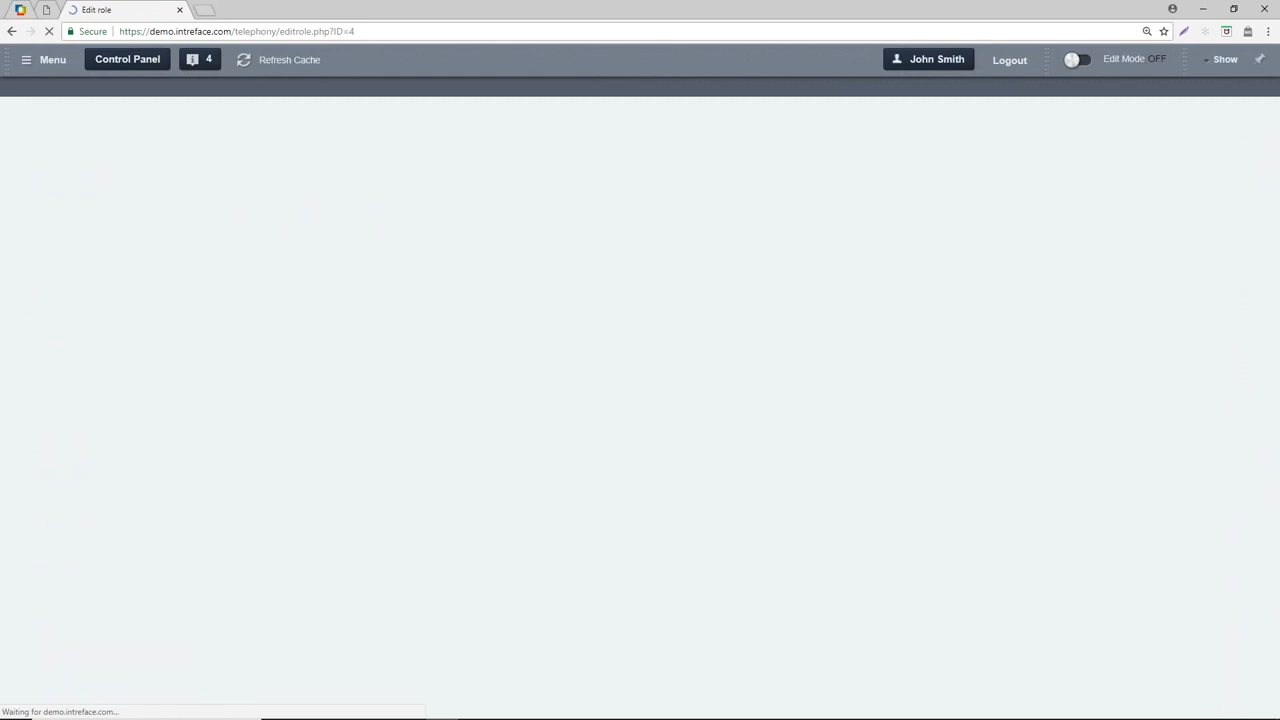 Edit role
Secure https://demo.intreface.com/telephony/editrole.php?ID=4
Menu Control Panel 4 Refresh Cache John Smith Logout Edit Mode OFF Show
Waiting for demo.intreface.com...